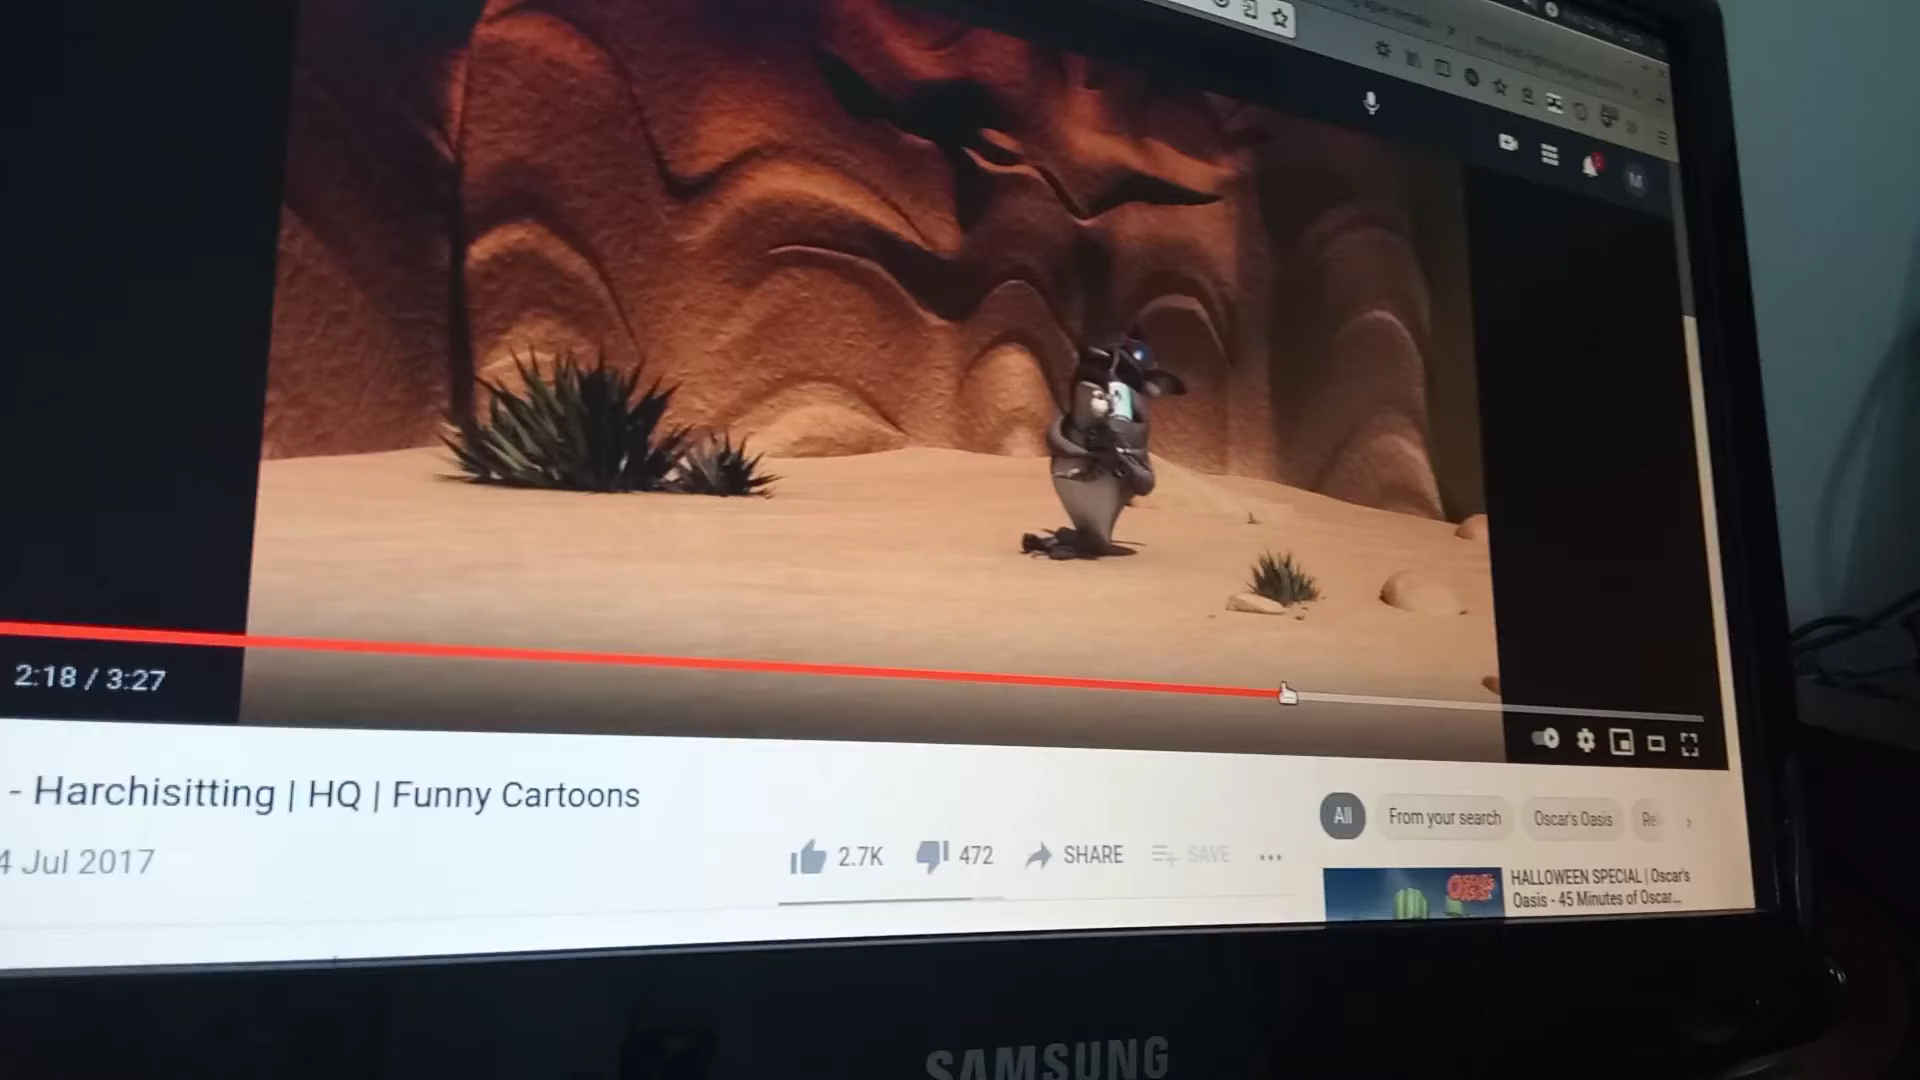 M
2:18 / 3:27
- Harchisitting | HQ | Funny Cartoons
4 Jul 2017
2.7K
472
SHARE
SAVE
All
From your search
Oscar's Oasis
HALLOWEEN SPECIAL | Oscar's
Oasis - 45 Minutes of Oscar...
SAMSUNG